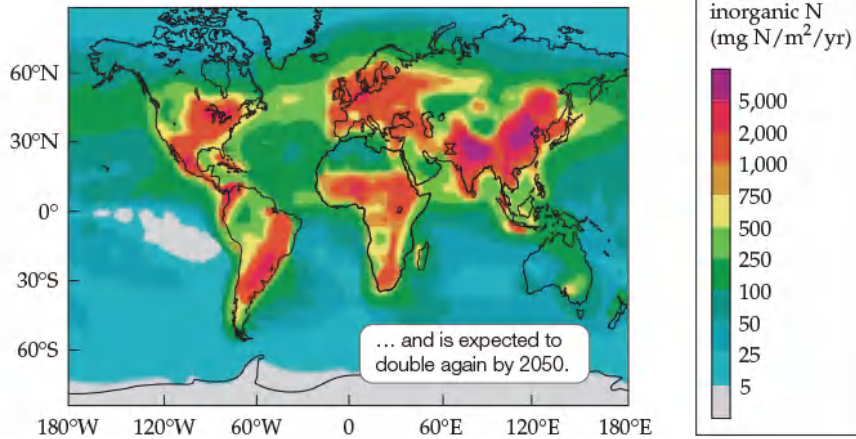 inorganic N
(mg N/m²/yr)
5,000
2,000
1,000
750
500
250
100
50
25
5
60°N
30°N
0°
30°S
60°S
... and is expected to
double again by 2050.
180°W 120°W 60°W 0 60°E 120°E 180°E